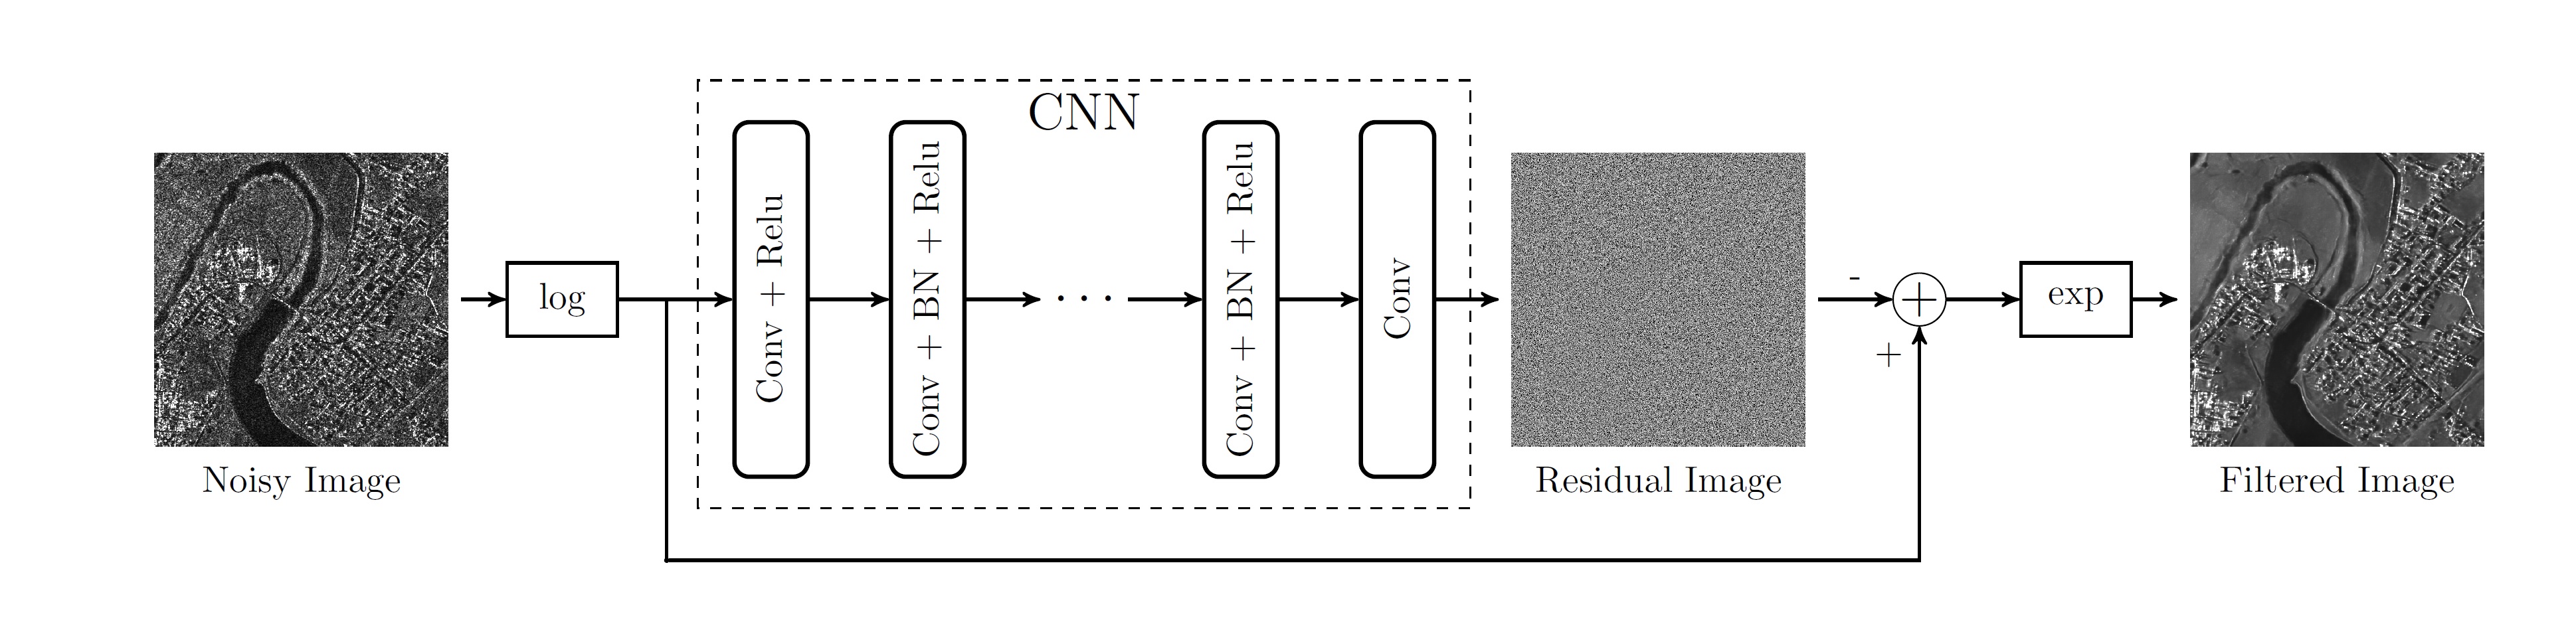 CNN
Noisy Image
log
Conv + Relu
Conv + BN + Relu
· · ·
Conv + BN + Relu
Conv
Residual Image
-
+
+
exp
Filtered Image